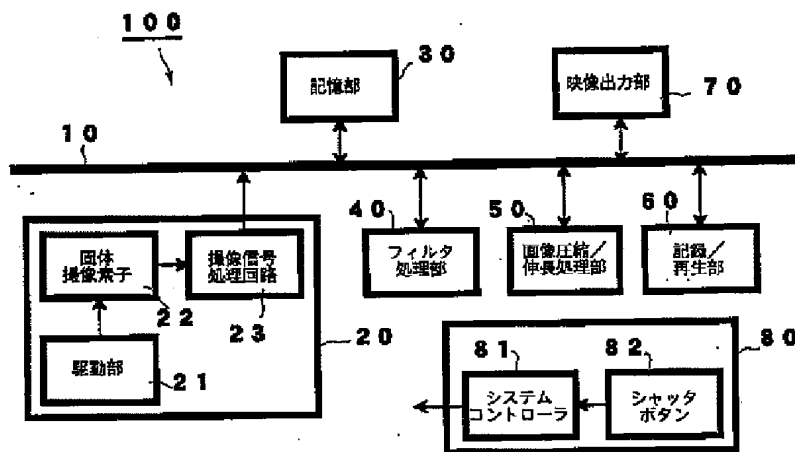 １００
３０
記憶部
映像出力部
７０
１０
４０
フィルタ
処理部
５０
画像圧縮／
伸長処理部
６０
記録／
再生部
固体
撮像素子
２２
撮像信号
処理回路
２３
２０
駆動部
２１
８０
８１
システム
コントローラ
８２
シャッタ
ボタン